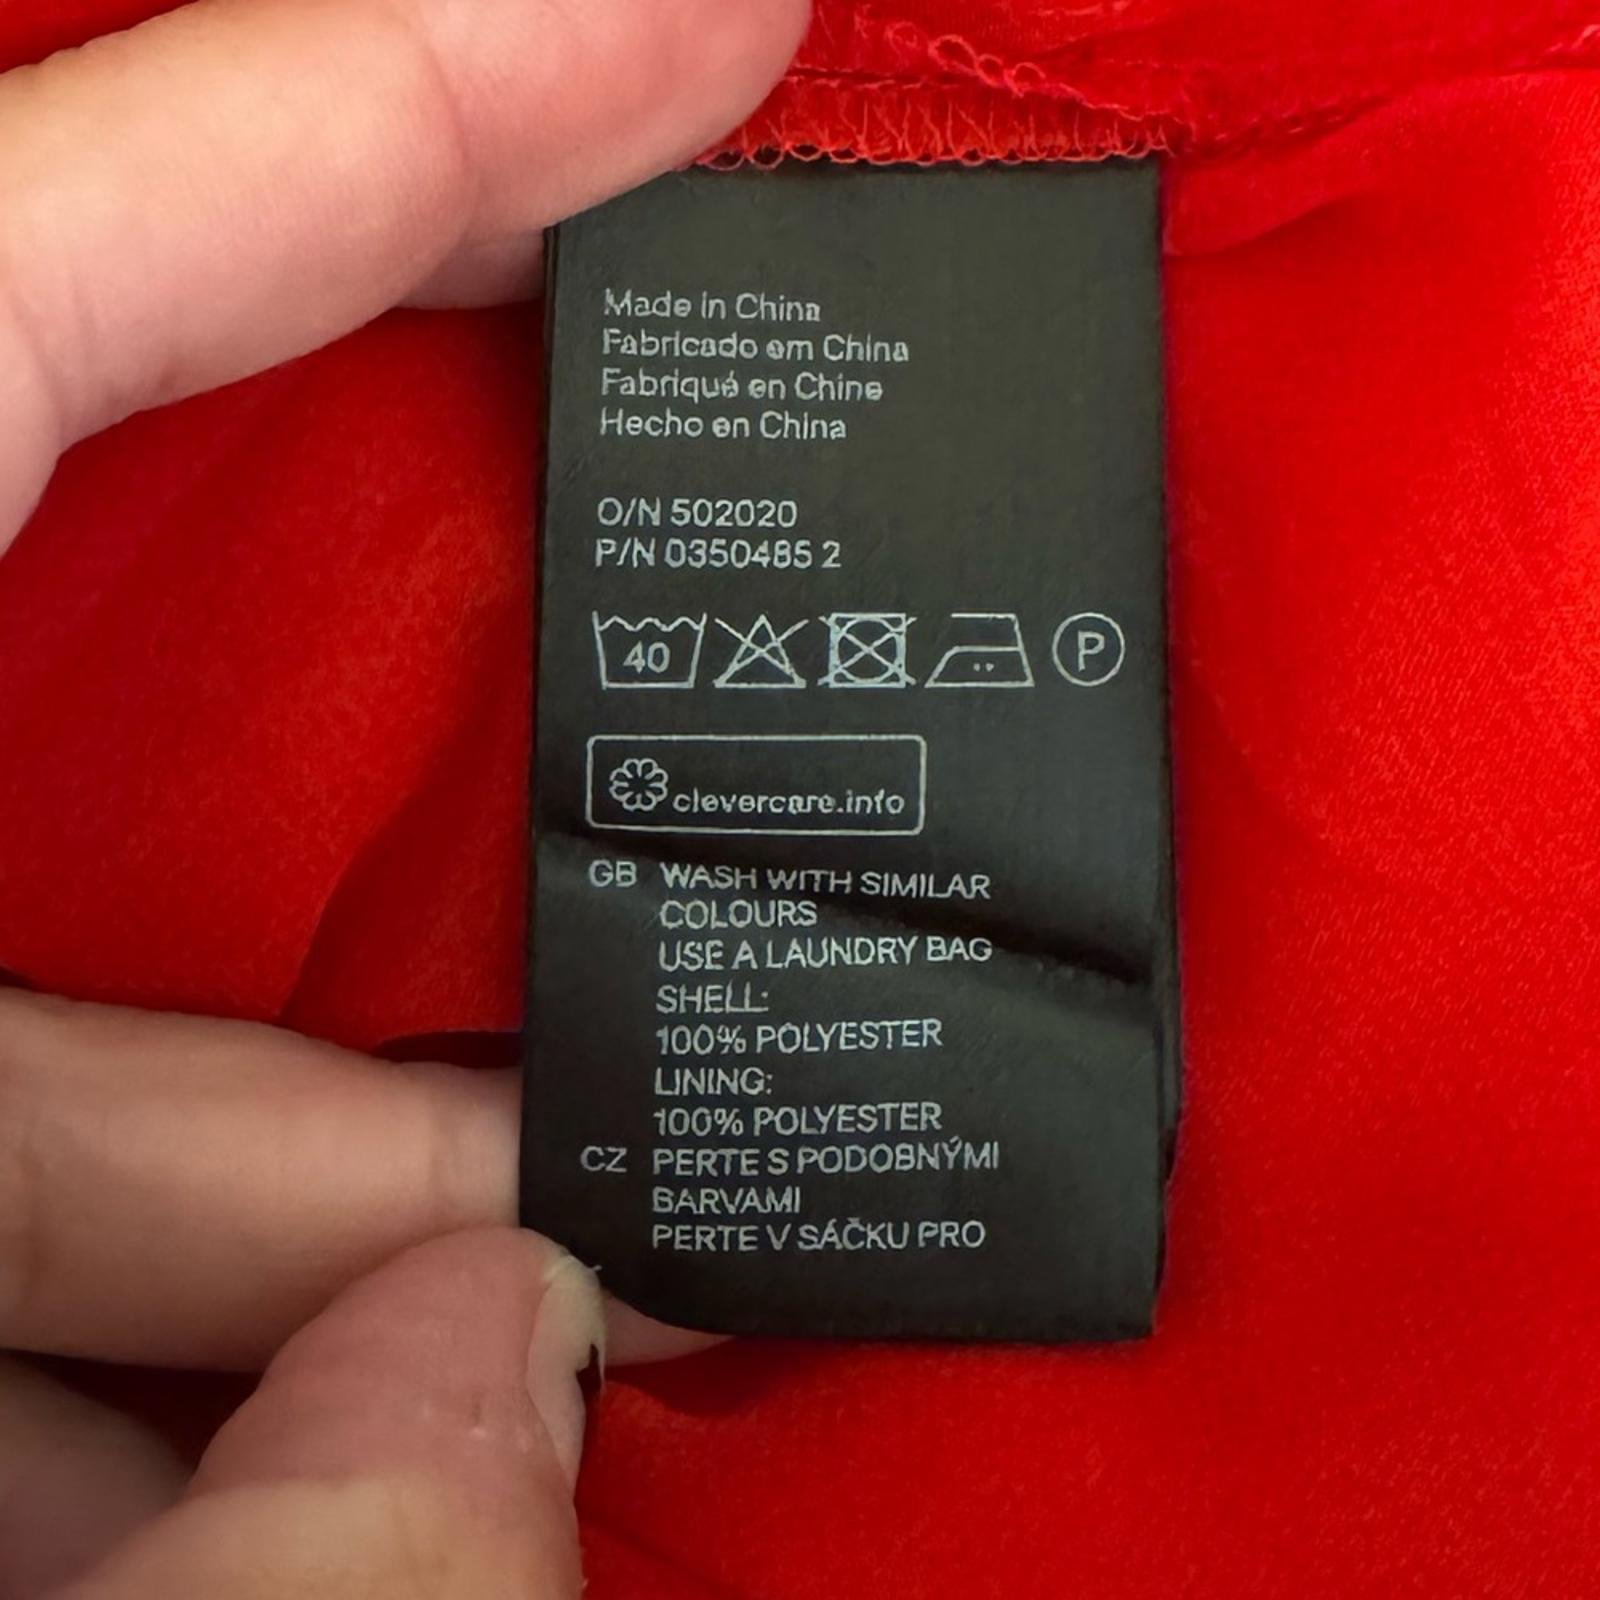 Made in China
Fabricado em China
Fabriqué en Chine
Hecho en China
O/N 502020
P/N 0350485 2
40 P
clevercare.info
GB WASH WITH SIMILAR
COLOURS
USE A LAUNDRY BAG
SHELL:
100% POLYESTER
LINING:
100% POLYESTER
CZ PERTE S PODOBNÝMI
BARVAMI
PERTE V SÁČKU PRO